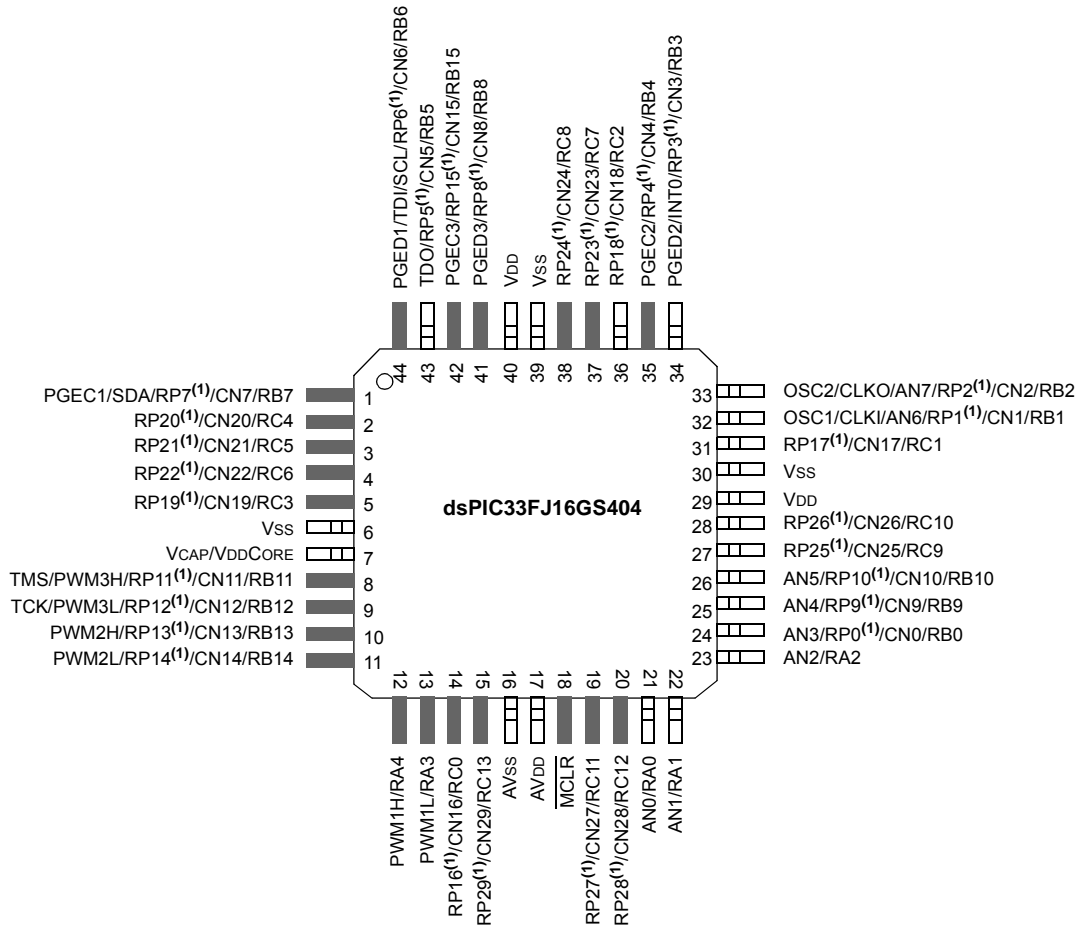 PGED1/TDI/SCL/RP6(1)/CN6/RB6
TDO/RP5(1)/CN5/RB5
PGEC3/RP15(1)/CN15/RB15
PGED3/RP8(1)/CN8/RB8
VDD
VSS
RP24(1)/CN24/RC8
RP23(1)/CN23/RC7
RP18(1)/CN18/RC2
PGEC2/RP4(1)/CN4/RB4
PGED2/INT0/RP3(1)/CN3/RB3
44
43
42
41
40
39
38
37
36
35
34
PGEC1/SDA/RP7(1)/CN7/RB7 1
RP20(1)/CN20/RC4 2
RP21(1)/CN21/RC5 3
RP22(1)/CN22/RC6 4
RP19(1)/CN19/RC3 5
VSS 6
VCAP/VDDCORE 7
TMS/PWM3H/RP11(1)/CN11/RB11 8
TCK/PWM3L/RP12(1)/CN12/RB12 9
PWM2H/RP13(1)/CN13/RB13 10
PWM2L/RP14(1)/CN14/RB14 11
dsPIC33FJ16GS404
33 OSC2/CLKO/AN7/RP2(1)/CN2/RB2
32 OSC1/CLKI/AN6/RP1(1)/CN1/RB1
31 RP17(1)/CN17/RC1
30 VSS
29 VDD
28 RP26(1)/CN26/RC10
27 RP25(1)/CN25/RC9
26 AN5/RP10(1)/CN10/RB10
25 AN4/RP9(1)/CN9/RB9
24 AN3/RP0(1)/CN0/RB0
23 AN2/RA2
12
13
14
15
16
17
18
19
20
21
22
PWM1H/RA4
PWM1L/RA3
RP16(1)/CN16/RC0
RP29(1)/CN29/RC13
AVSS
AVDD
MCLR
RP27(1)/CN27/RC11
RP28(1)/CN28/RC12
AN0/RA0
AN1/RA1